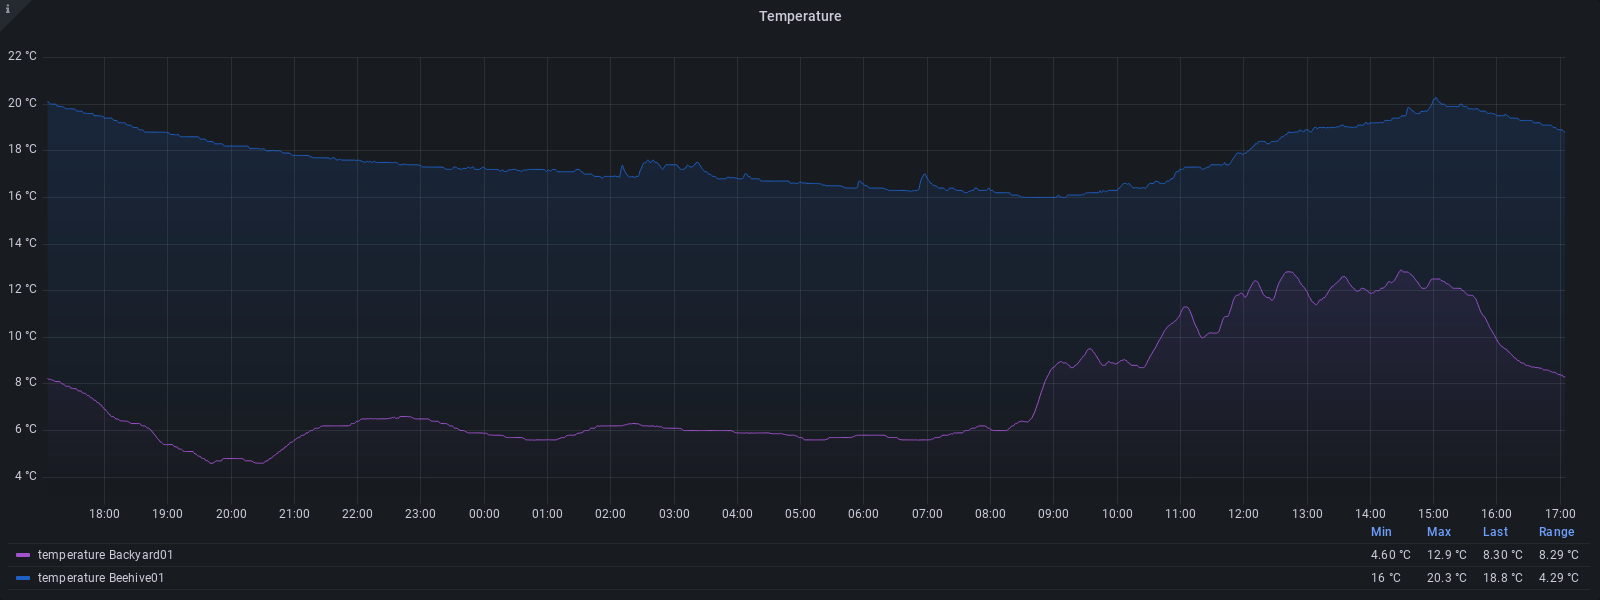 i
Temperature
22 °C
20 °C
18 °C
16 °C
14 °C
12 °C
10 °C
8 °C
6 °C
4 °C
18:00 19:00 20:00 21:00 22:00 23:00 00:00 01:00 02:00 03:00 04:00 05:00 06:00 07:00 08:00 09:00 10:00 11:00 12:00 13:00 14:00 15:00 16:00 17:00
Min Max Last Range
temperature Backyard01 4.60 °C 12.9 °C 8.30 °C 8.29 °C
temperature Beehive01 16 °C 20.3 °C 18.8 °C 4.29 °C